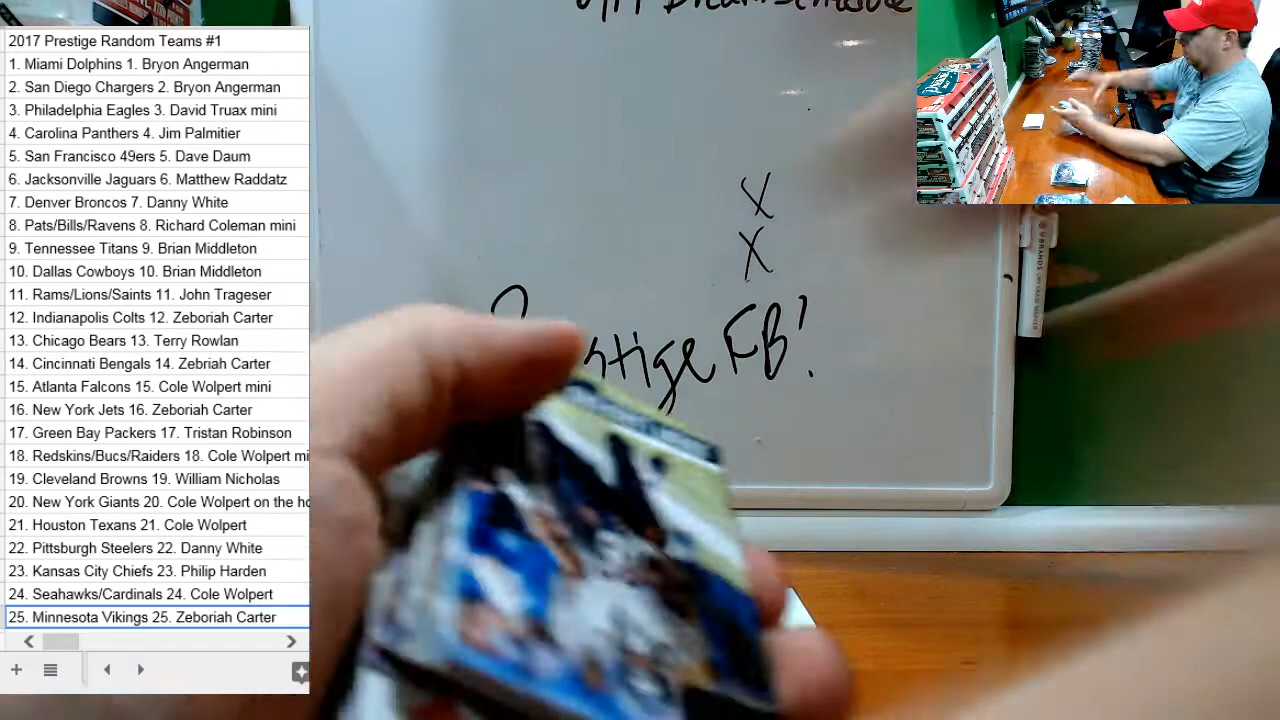 2017 Prestige Random Teams #1
1. Miami Dolphins 1. Bryon Angerman
2. San Diego Chargers 2. Bryon Angerman
3. Philadelphia Eagles 3. David Truax mini
4. Carolina Panthers 4. Jim Palmitier
5. San Francisco 49ers 5. Dave Daum
6. Jacksonville Jaguars 6. Matthew Raddatz
7. Denver Broncos 7. Danny White
8. Pats/Bills/Ravens 8. Richard Coleman mini
9. Tennessee Titans 9. Brian Middleton
10. Dallas Cowboys 10. Brian Middleton
11. Rams/Lions/Saints 11. John Trageser
12. Indianapolis Colts 12. Zeboriah Carter
13. Chicago Bears 13. Terry Rowlan
14. Cincinnati Bengals 14. Zebriah Carter
15. Atlanta Falcons 15. Cole Wolpert mini
16. New York Jets 16. Zeboriah Carter
17. Green Bay Packers 17. Tristan Robinson
18. Redskins/Bucs/Raiders 18. Cole Wolpert mi
19. Cleveland Browns 19. William Nicholas
20. New York Giants 20. Cole Wolpert on the ho
21. Houston Texans 21. Cole Wolpert
22. Pittsburgh Steelers 22. Danny White
23. Kansas City Chiefs 23. Philip Harden
24. Seahawks/Cardinals 24. Cole Wolpert
25. Minnesota Vikings 25. Zeboriah Carter
X
X
stige FB!